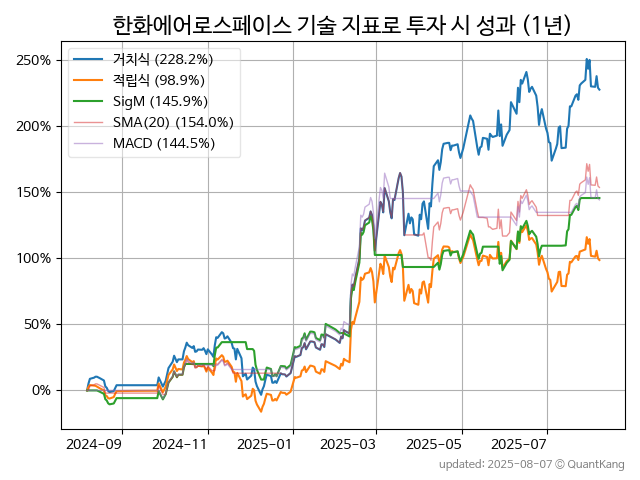 한화에어로스페이스 기술 지표로 투자 시 성과 (1년)
250%
200%
150%
100%
50%
0%
거치식 (228.2%)
적립식 (98.9%)
SigM (145.9%)
SMA(20) (154.0%)
MACD (144.5%)
2024-09 2024-11 2025-01 2025-03 2025-05 2025-07
updated: 2025-08-07 © QuantKang